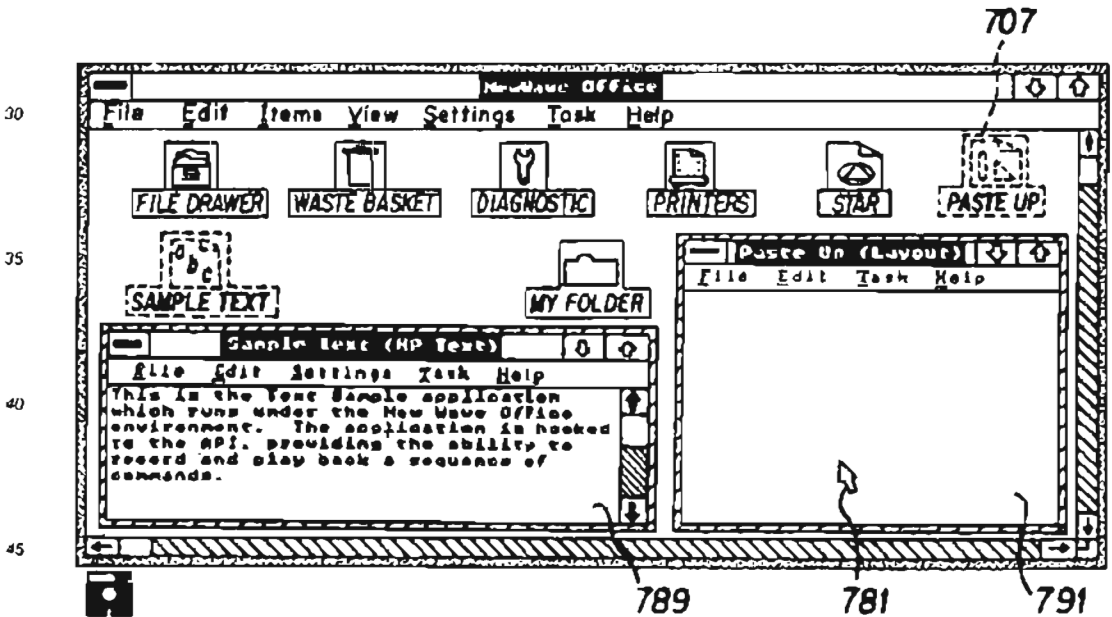 707
NewWave Office
30
File Edit Items View Settings Task Help
FILE DRAWER WASTE BASKET DIAGNOSTIC PRINTERS STAR PASTE UP
35
Paste Up (Layout)
File Edit Task Help
SAMPLE TEXT MY FOLDER
Sample Text (HP Text)
File Edit Settings Task Help
40
This is the Text Sample application
which runs under the New Wave Office
environment. The application is hooked
to the API, providing the ability to
record and play back a sequence of
commands.
45
789 781 791